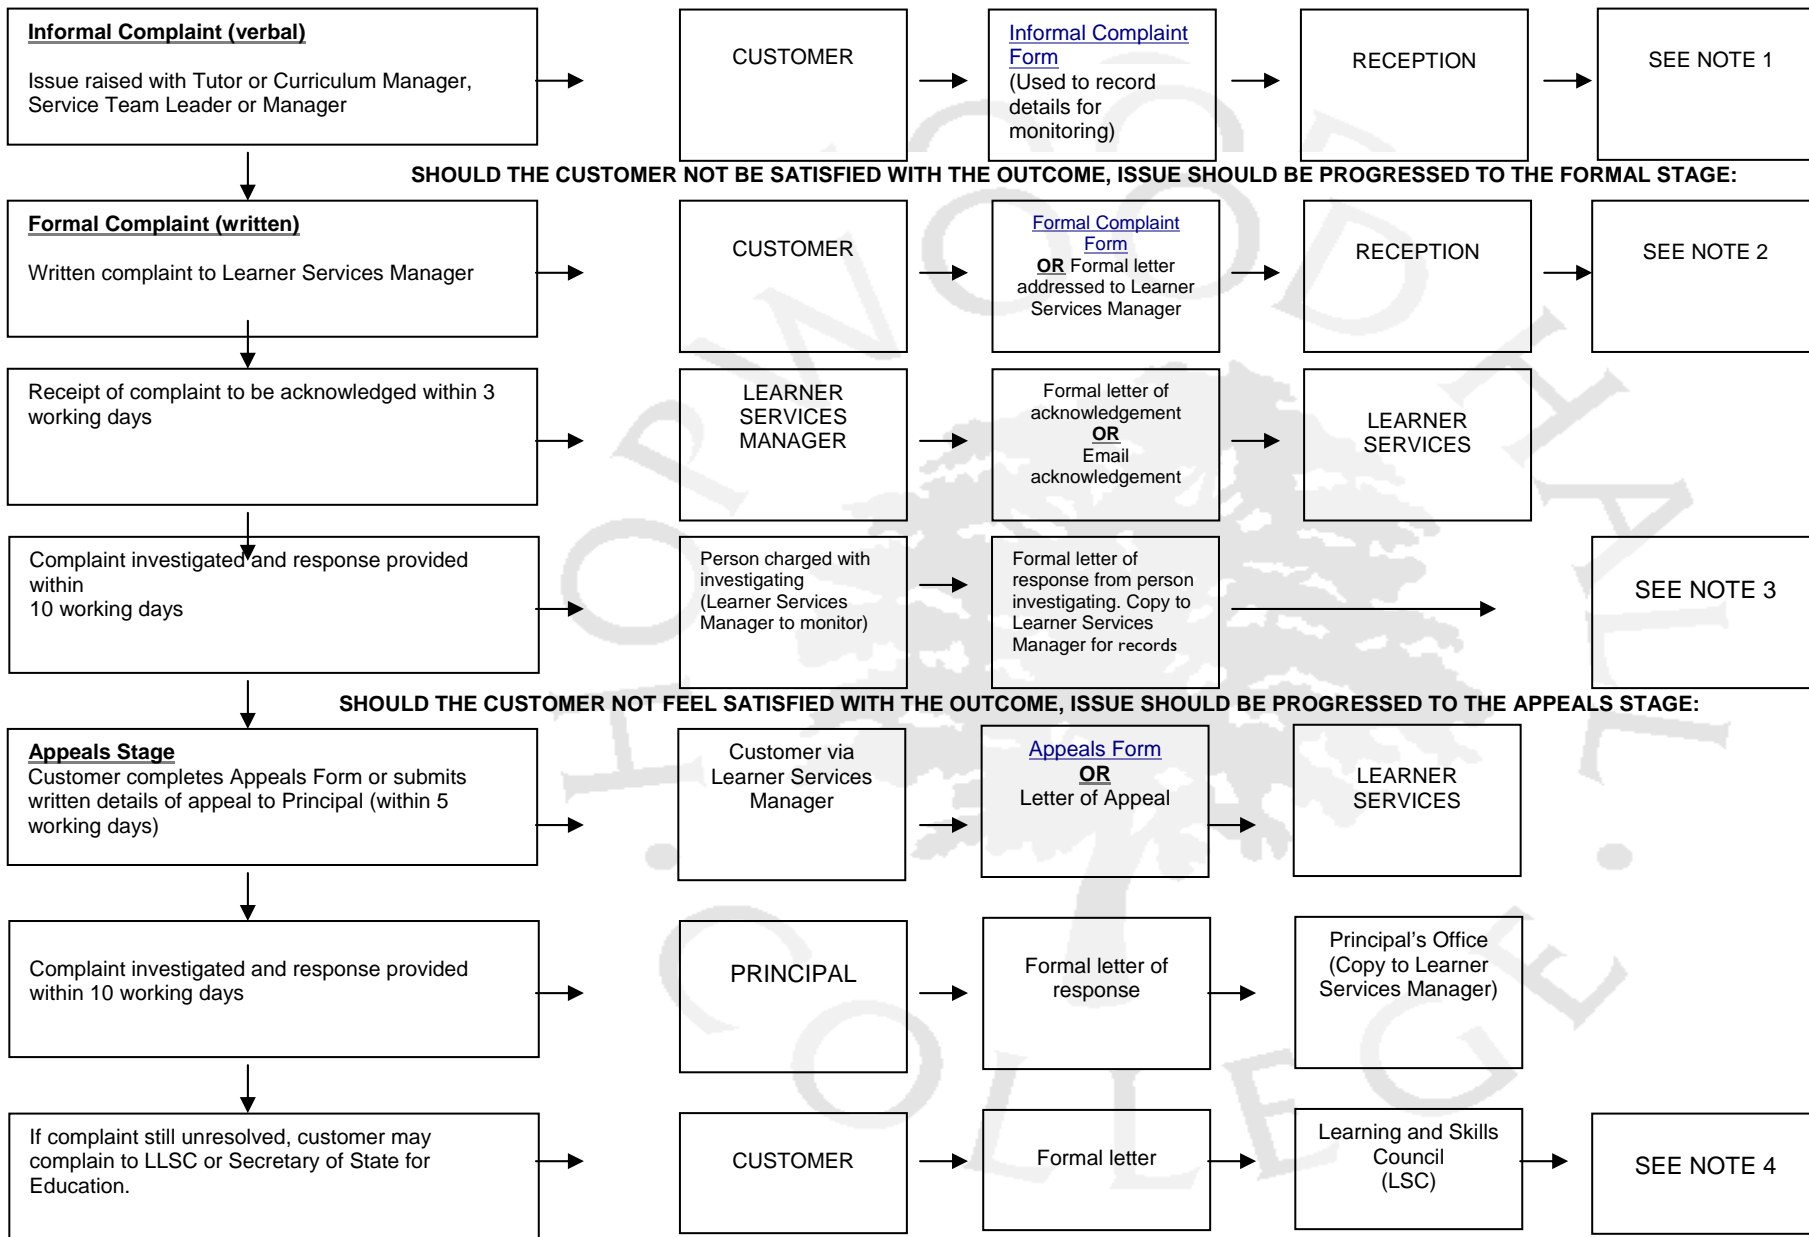 Informal Complaint (verbal)
Issue raised with Tutor or Curriculum Manager,
Service Team Leader or Manager
CUSTOMER
Informal Complaint
Form
(Used to record
details for
monitoring)
RECEPTION
SEE NOTE 1
SHOULD THE CUSTOMER NOT BE SATISFIED WITH THE OUTCOME, ISSUE SHOULD BE PROGRESSED TO THE FORMAL STAGE:
Formal Complaint (written)
Written complaint to Learner Services Manager
CUSTOMER
Formal Complaint
Form
OR Formal letter
addressed to Learner
Services Manager
RECEPTION
SEE NOTE 2
Receipt of complaint to be acknowledged within 3
working days
LEARNER
SERVICES
MANAGER
Formal letter of
acknowledgement
OR
Email
acknowledgement
LEARNER
SERVICES
Complaint investigated and response provided
within
10 working days
Person charged with
investigating
(Learner Services
Manager to monitor)
Formal letter of
response from person
investigating. Copy to
Learner Services
Manager for records
SEE NOTE 3
SHOULD THE CUSTOMER NOT FEEL SATISFIED WITH THE OUTCOME, ISSUE SHOULD BE PROGRESSED TO THE APPEALS STAGE:
Appeals Stage
Customer completes Appeals Form or submits
written details of appeal to Principal (within 5
working days)
Customer via
Learner Services
Manager
Appeals Form
OR
Letter of Appeal
LEARNER
SERVICES
Complaint investigated and response provided
within 10 working days
PRINCIPAL
Formal letter of
response
Principal's Office
(Copy to Learner
Services Manager)
If complaint still unresolved, customer may
complain to LLSC or Secretary of State for
Education.
CUSTOMER
Formal letter
Learning and Skills
Council
(LSC)
SEE NOTE 4
·HOPWOOD HALL·
COLLEGE